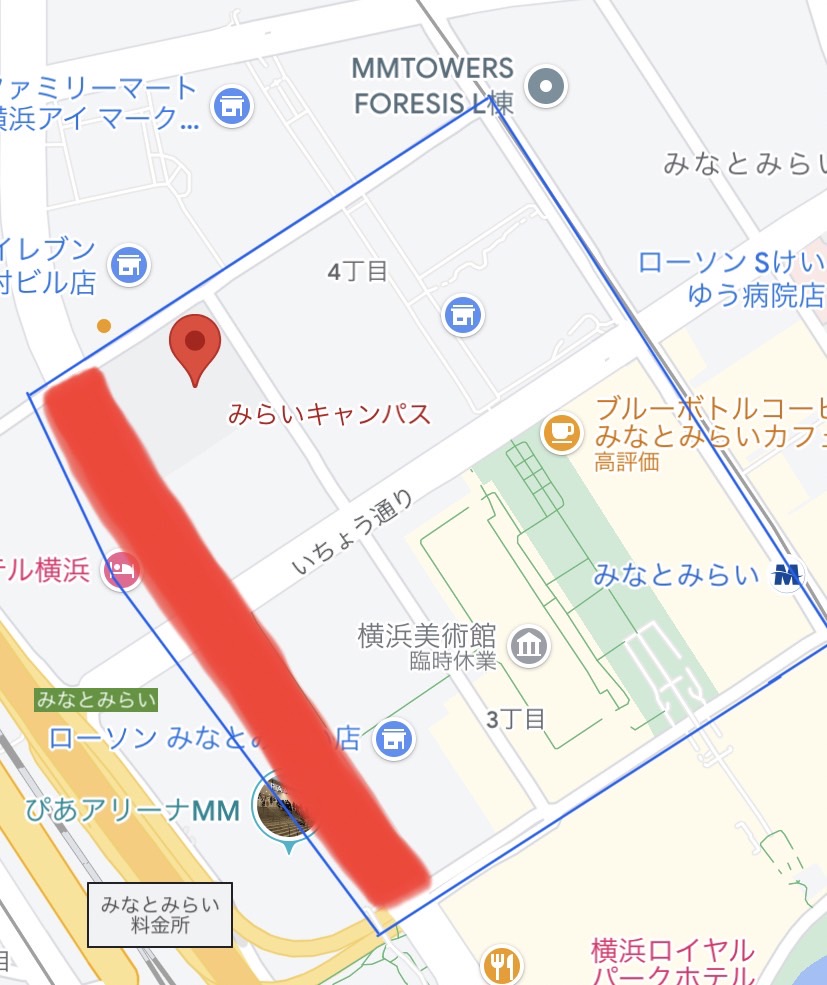 MMTOWERS
FORESIS L棟
ファミリーマート
横浜アイ マーク...
みなとみらい
イレブン
村ビル店
4丁目
ローソン Sけい
ゆう病院店
みらいキャンパス
ブルーボトルコーヒ
みなとみらいカフェ
高評価
いちょう通り
テル横浜
みなとみらい
横浜美術館
臨時休業
みなとみらい
3丁目
ローソン みなとみ
店
ぴあアリーナMM
みなとみらい
料金所
目
横浜ロイヤル
パークホテル